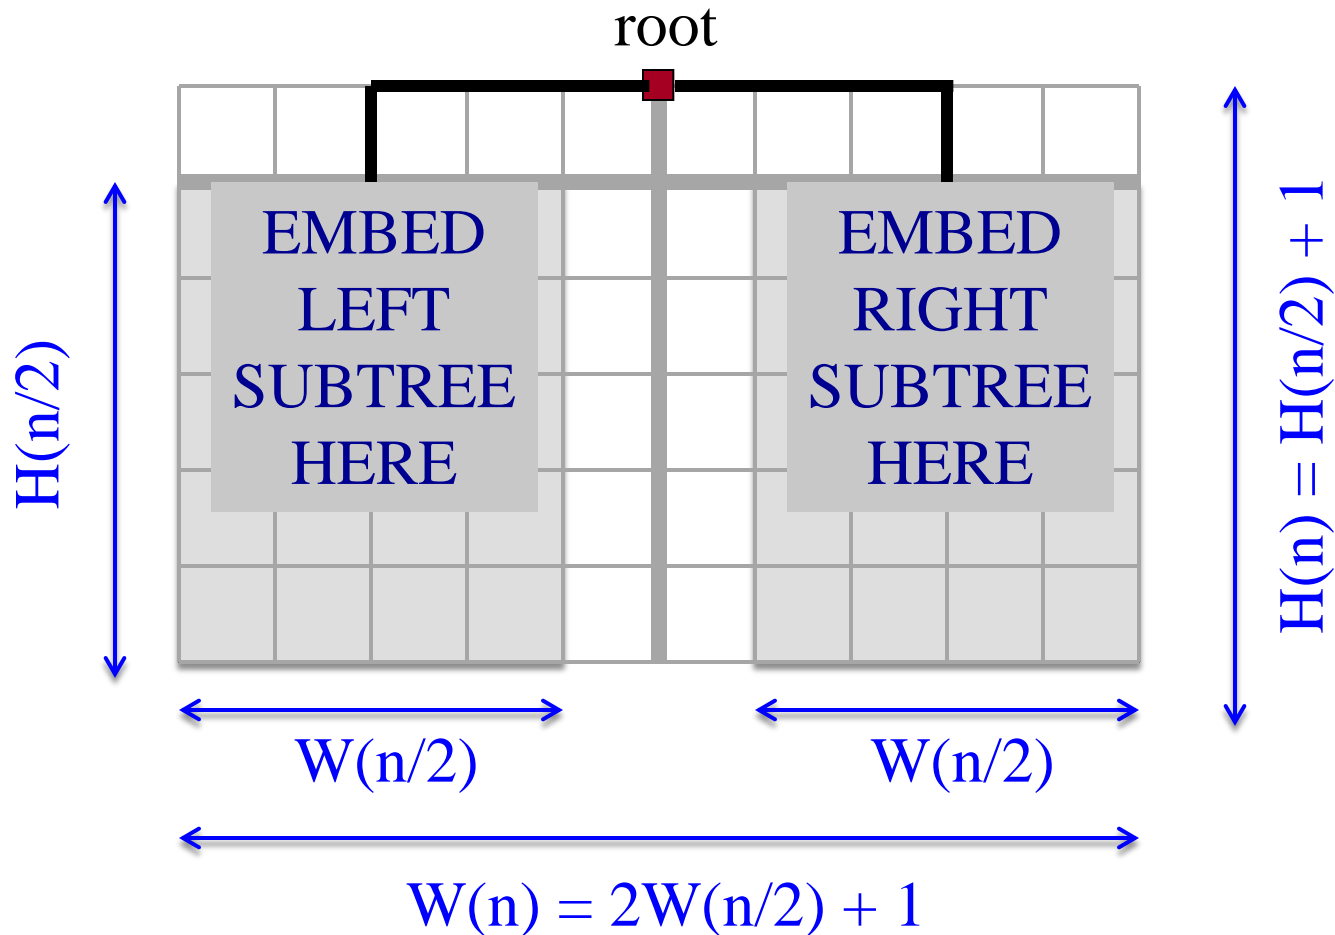 root
EMBED
LEFT
SUBTREE
HERE
EMBED
RIGHT
SUBTREE
HERE
H(n/2)
H(n) = H(n/2) + 1
W(n/2)
W(n/2)
W(n) = 2W(n/2) + 1